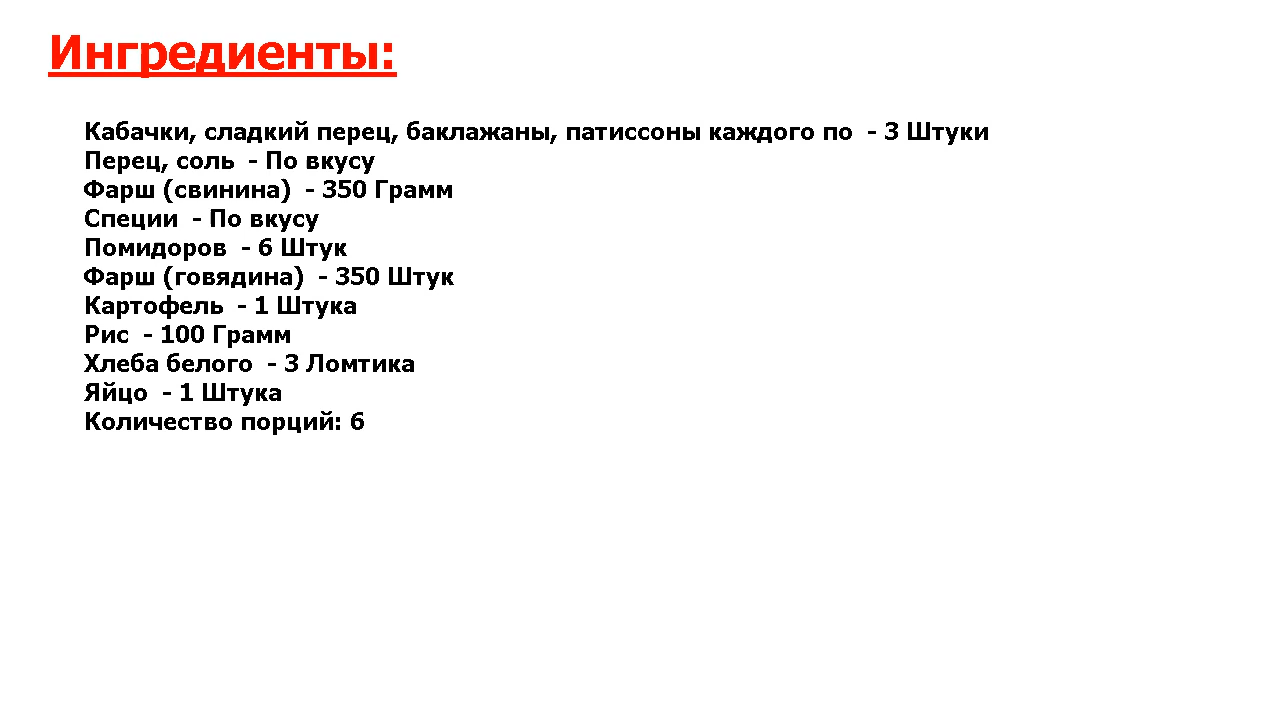 Ингредиенты:
Кабачки, сладкий перец, баклажаны, патиссоны каждого по  - 3 Штуки
Перец, соль  - По вкусу
Фарш (свинина)  - 350 Грамм
Специи  - По вкусу
Помидоров  - 6 Штук
Фарш (говядина)  - 350 Штук
Картофель  - 1 Штука
Рис  - 100 Грамм
Хлеба белого  - 3 Ломтика
Яйцо  - 1 Штука
Количество порций: 6